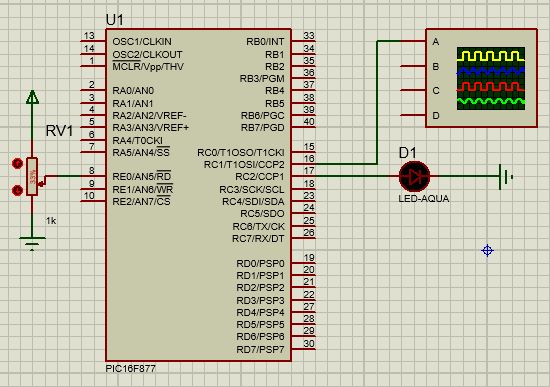 U1
13 OSC1/CLKIN RB0/INT 33
14 OSC2/CLKOUT RB1 34
1 MCLR/Vpp/THV RB2 35
RB3/PGM 36
2 RA0/AN0 RB4 37
3 RA1/AN1 RB5 38
4 RA2/AN2/VREF- RB6/PGC 39
5 RA3/AN3/VREF+ RB7/PGD 40
6 RA4/T0CKI
7 RA5/AN4/SS RC0/T1OSO/T1CKI 15
RC1/T1OSI/CCP2 16
8 RE0/AN5/RD RC2/CCP1 17
9 RE1/AN6/WR RC3/SCK/SCL 18
10 RE2/AN7/CS RC4/SDI/SDA 23
RC5/SDO 24
RC6/TX/CK 25
RC7/RX/DT 26
RD0/PSP0 19
RD1/PSP1 20
RD2/PSP2 21
RD3/PSP3 22
RD4/PSP4 27
RD5/PSP5 28
RD6/PSP6 29
RD7/PSP7 30
PIC16F877
RV1
33%
1k
A
B
C
D
D1
LED-AQUA